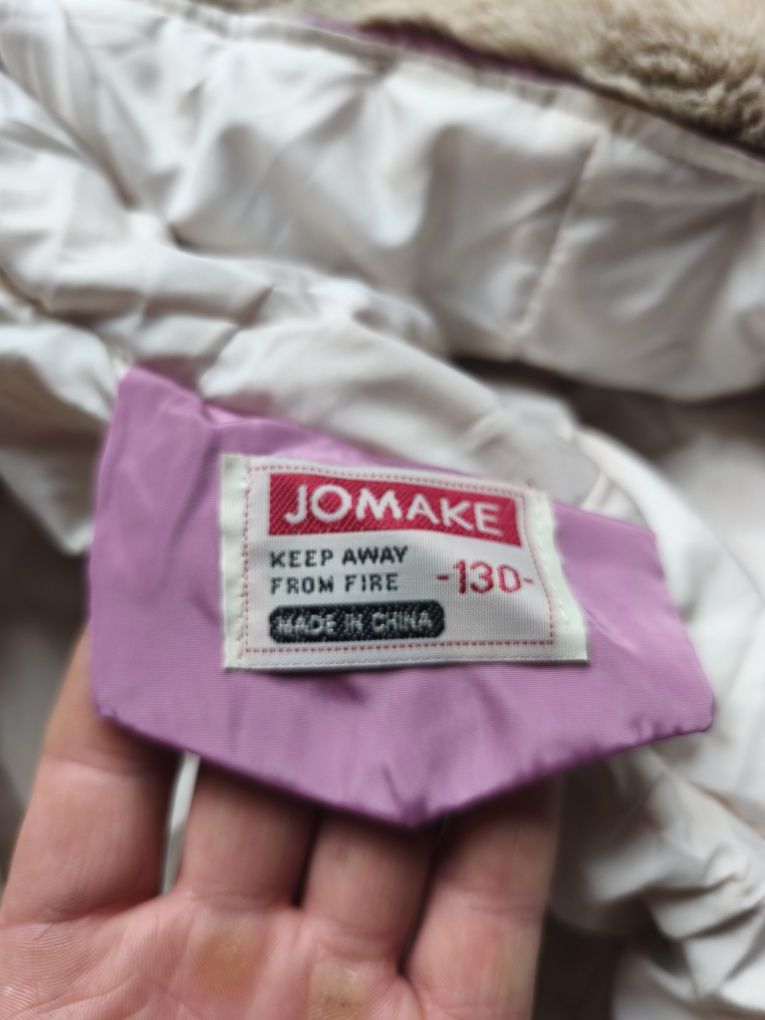 JOMAKE
KEEP AWAY
FROM FIRE
-130-
MADE IN CHINA